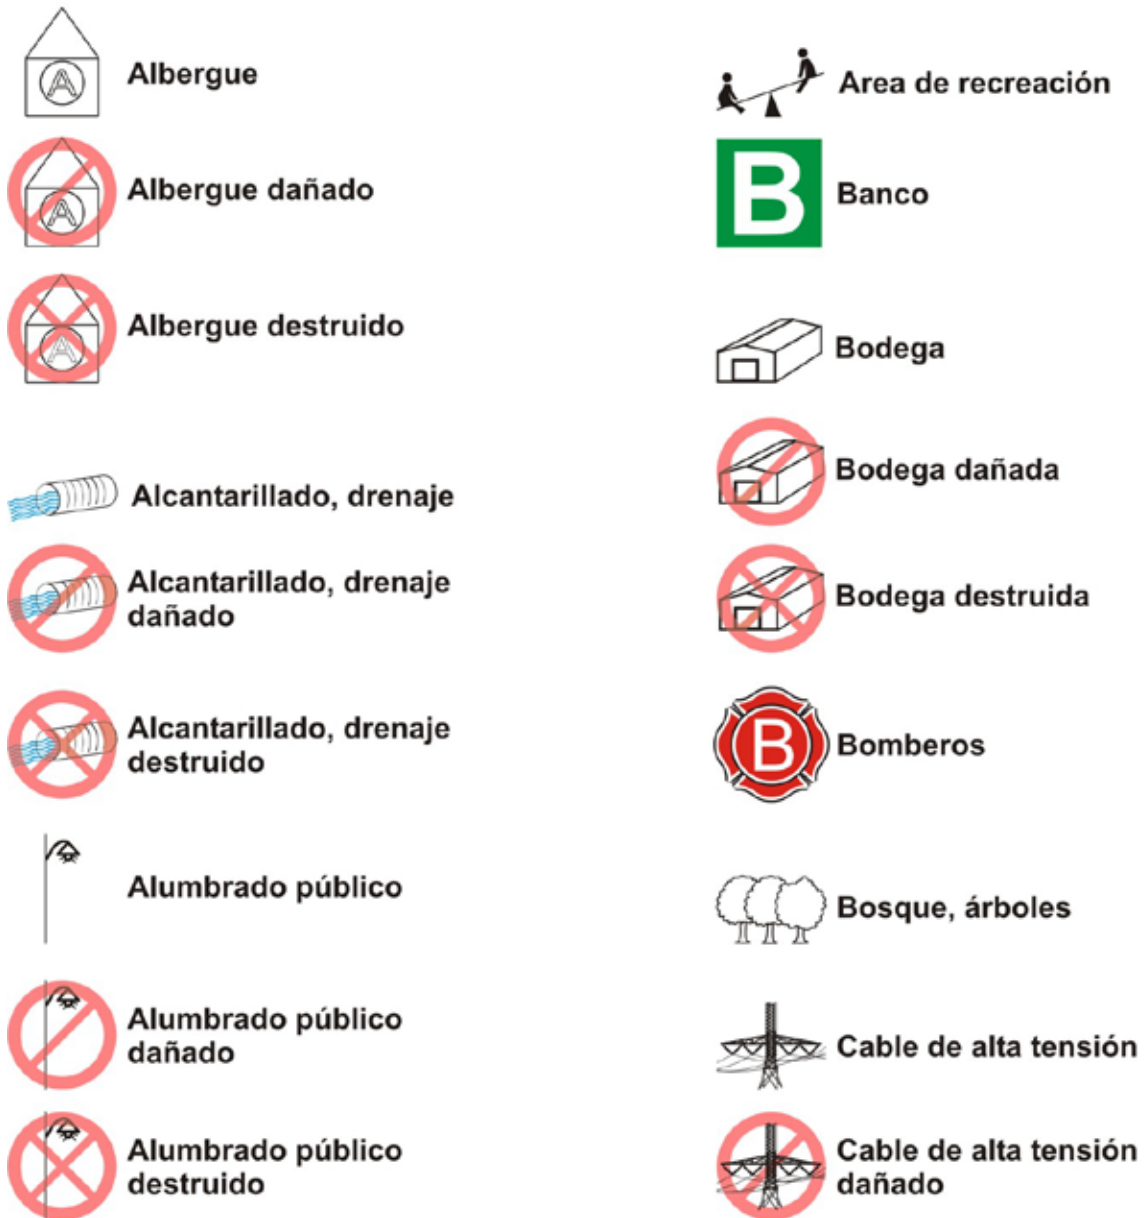 A
Albergue
A
Albergue dañado
A
Albergue destruido
Alcantarillado, drenaje
Alcantarillado, drenaje
dañado
Alcantarillado, drenaje
destruido
Alumbrado público
Alumbrado público
dañado
Alumbrado público
destruido
Area de recreación
B
Banco
Bodega
Bodega dañada
Bodega destruida
B
Bomberos
Bosque, árboles
Cable de alta tensión
Cable de alta tensión
dañado